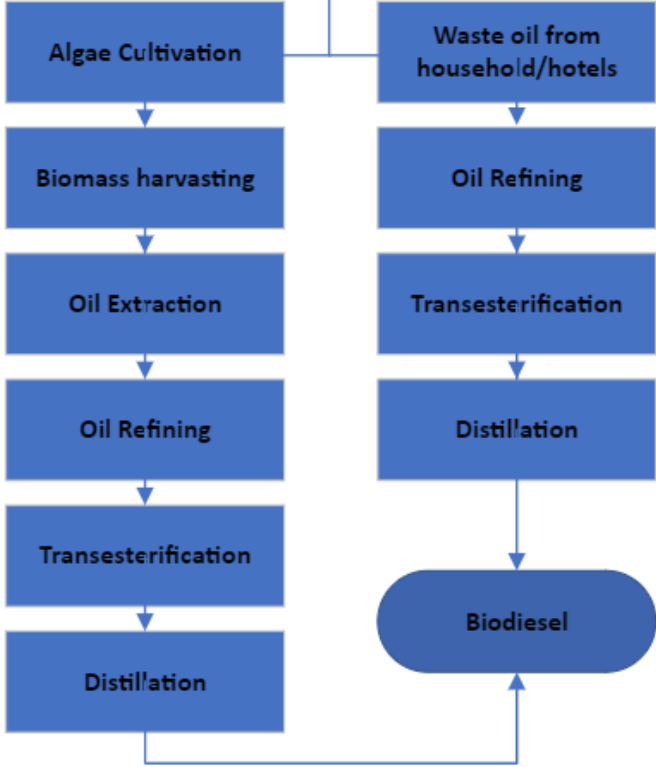 Algae Cultivation
Biomass harvasting
Oil Extraction
Oil Refining
Transesterification
Distillation
Waste oil from
household/hotels
Oil Refining
Transesterification
Distillation
Biodiesel